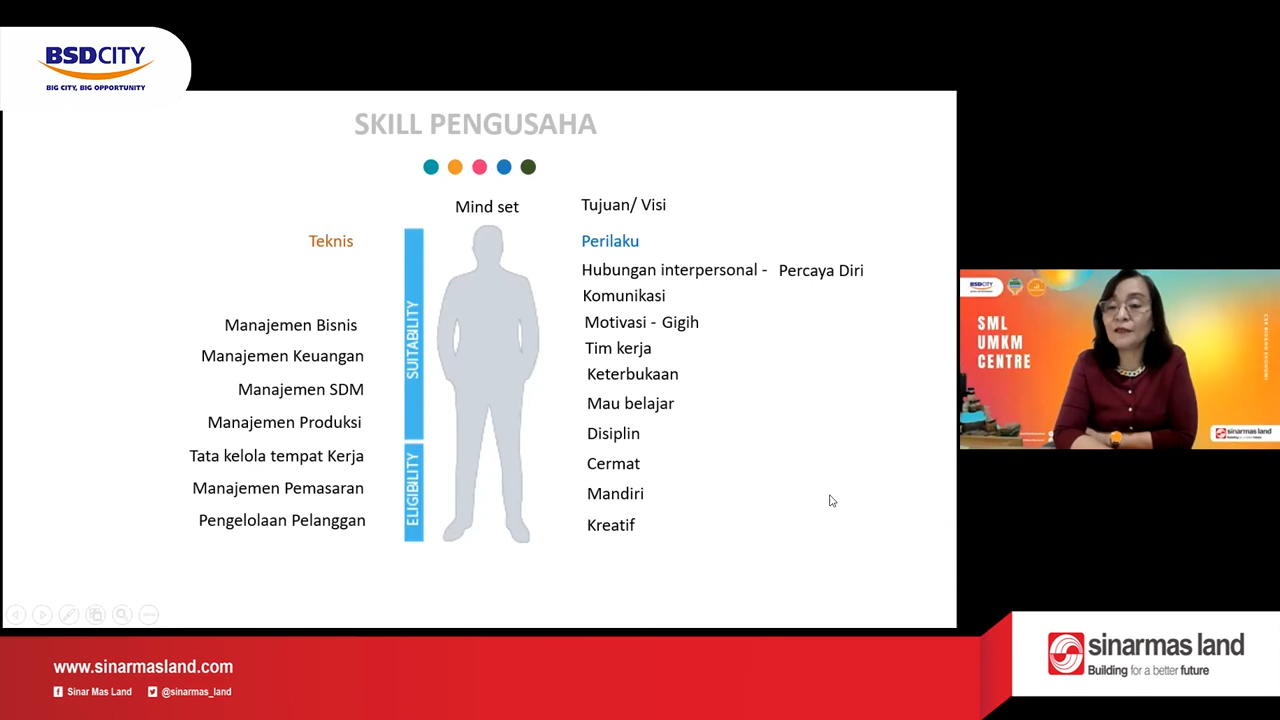 BSDCITY
BIG CITY, BIG OPPORTUNITY
SKILL PENGUSAHA
Mind set
Tujuan/ Visi
Teknis
Perilaku
Hubungan interpersonal - Percaya Diri
Komunikasi
Manajemen Bisnis
Motivasi - Gigih
Manajemen Keuangan
Tim kerja
Manajemen SDM
Keterbukaan
Manajemen Produksi
Mau belajar
Tata kelola tempat Kerja
Disiplin
Manajemen Pemasaran
Cermat
Pengelolaan Pelanggan
Mandiri
Kreatif
SUITABILITY
ELIGIBILITY
BSDCITY
SML
UMKM
CENTRE
sinarmas land
www.sinarmasland.com
Sinar Mas Land
@sinarmas_land
sinarmas land
Building for a better future